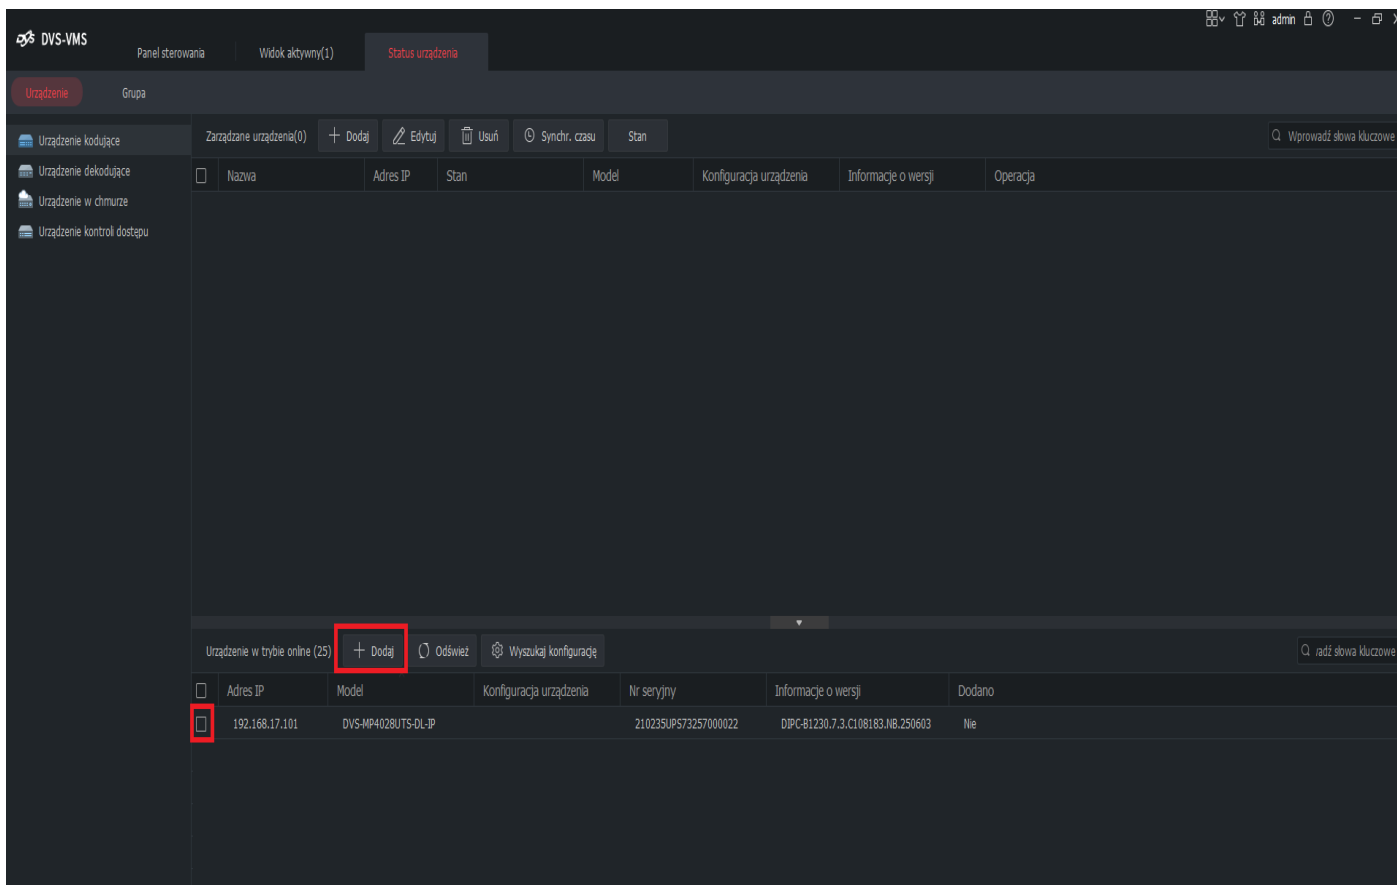 DVS DVS-VMS
admin
Panel sterowania Widok aktywny(1) Status urządzenia
Urządzenie Grupa
Urządzenie kodujące
Urządzenie dekodujące
Urządzenie w chmurze
Urządzenie kontroli dostępu
Zarządzane urządzenia(0) Dodaj Edytuj Usuń Synchr. czasu Stan Wprowadź słowa kluczowe
Nazwa Adres IP Stan Model Konfiguracja urządzenia Informacje o wersji Operacja
Urządzenie w trybie online (25) Dodaj Odśwież Wyszukaj konfigurację radź słowa kluczowe
Adres IP Model Konfiguracja urządzenia Nr seryjny Informacje o wersji Dodano
192.168.17.101 DVS-MP4028UTS-DL-IP 210235UPS73257000022 DIPC-B1230.7.3.C108183.NB.250603 Nie